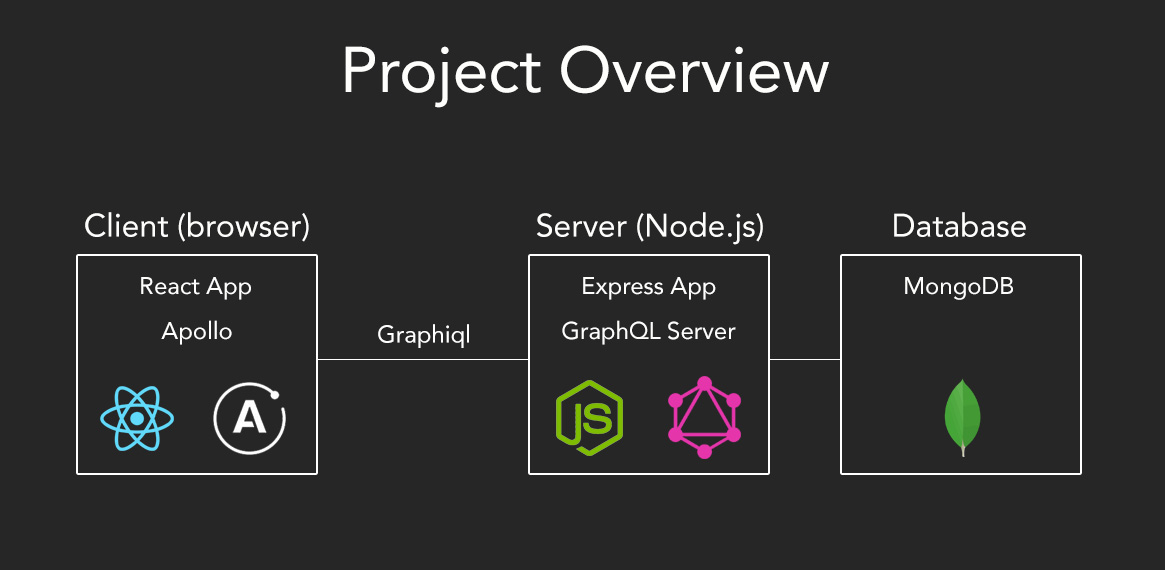 Project Overview
Client (browser)
React App
Apollo
A
Graphiql
Server (Node.js)
Express App
GraphQL Server
JS
Database
MongoDB